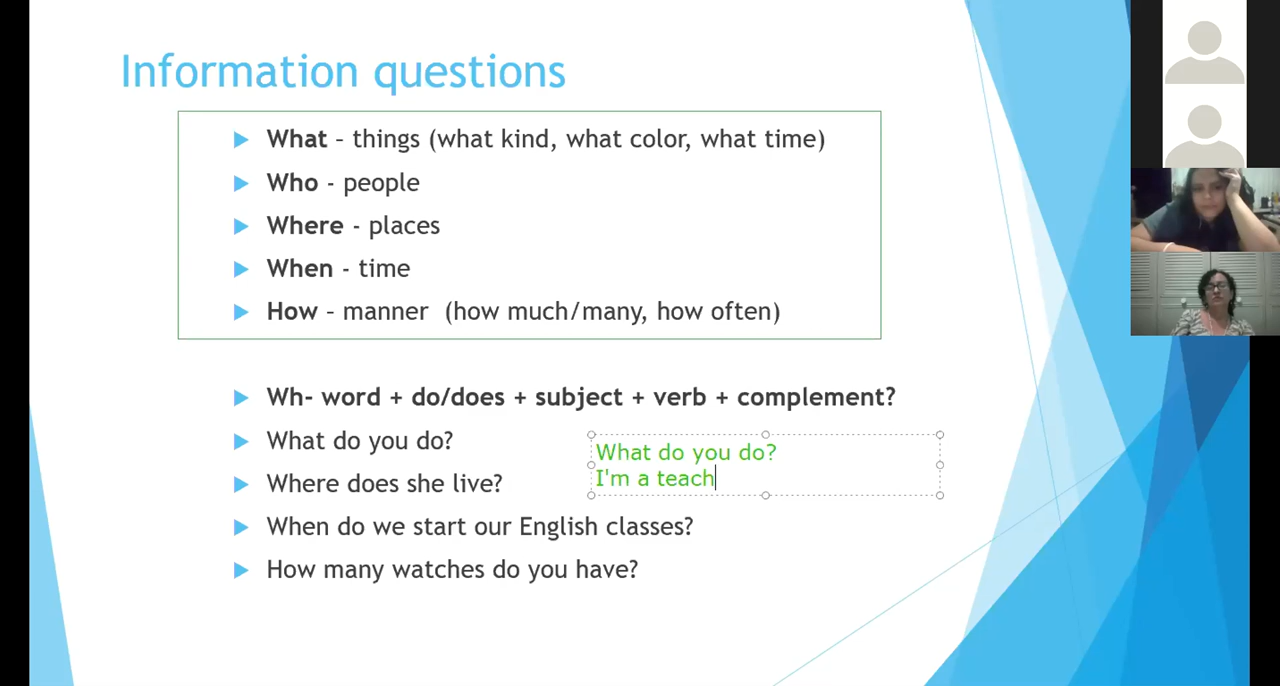 Information questions
What – things (what kind, what color, what time)
Who - people
Where - places
When - time
How – manner  (how much/many, how often)
Wh- word + do/does + subject + verb + complement?
What do you do?
What do you do?
I'm a teach
Where does she live?
When do we start our English classes?
How many watches do you have?